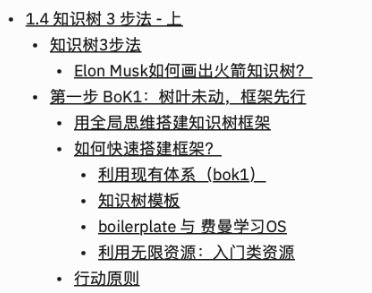 1.4 知识树 3 步法 - 上
知识树3步法
Elon Musk如何画出火箭知识树？
第一步 BoK1：树叶未动，框架先行
用全局思维搭建知识树框架
如何快速搭建框架？
利用现有体系（bok1）
知识树模板
boilerplate 与 费曼学习OS
利用无限资源：入门类资源
行动原则